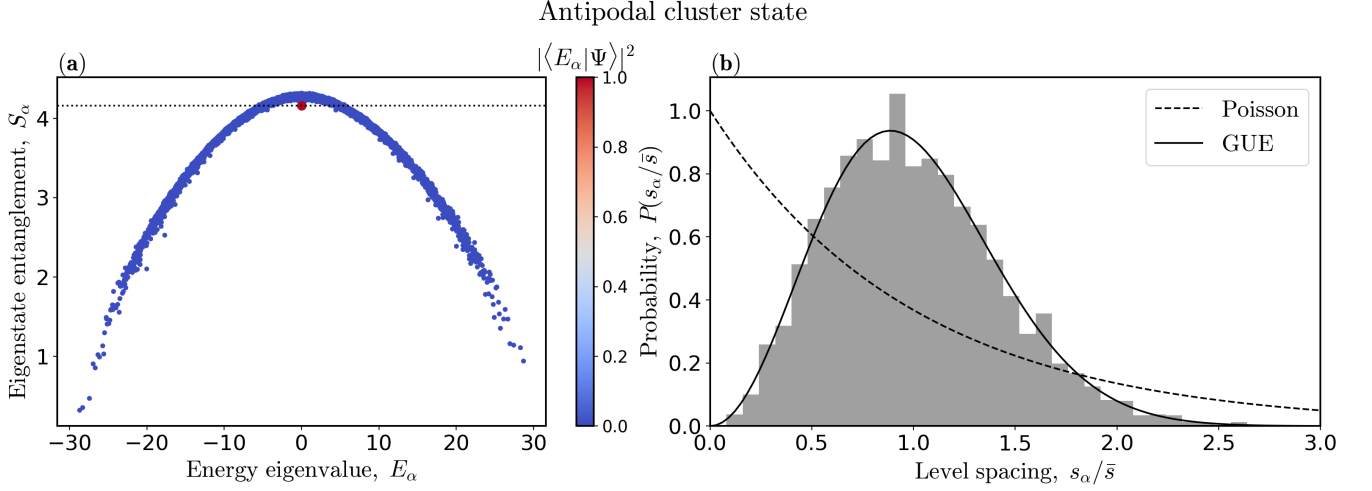 Antipodal cluster state
(a)
|⟨E_α|Ψ⟩|²
Eigenstate entanglement, S_α
4
3
2
1
−30 −20 −10 0 10 20 30
Energy eigenvalue, E_α
1.0
0.8
0.6
0.4
0.2
0.0
(b)
Probability, P(s_α/s̄)
1.0
0.8
0.6
0.4
0.2
0.0
Poisson
GUE
0.0 0.5 1.0 1.5 2.0 2.5 3.0
Level spacing, s_α/s̄